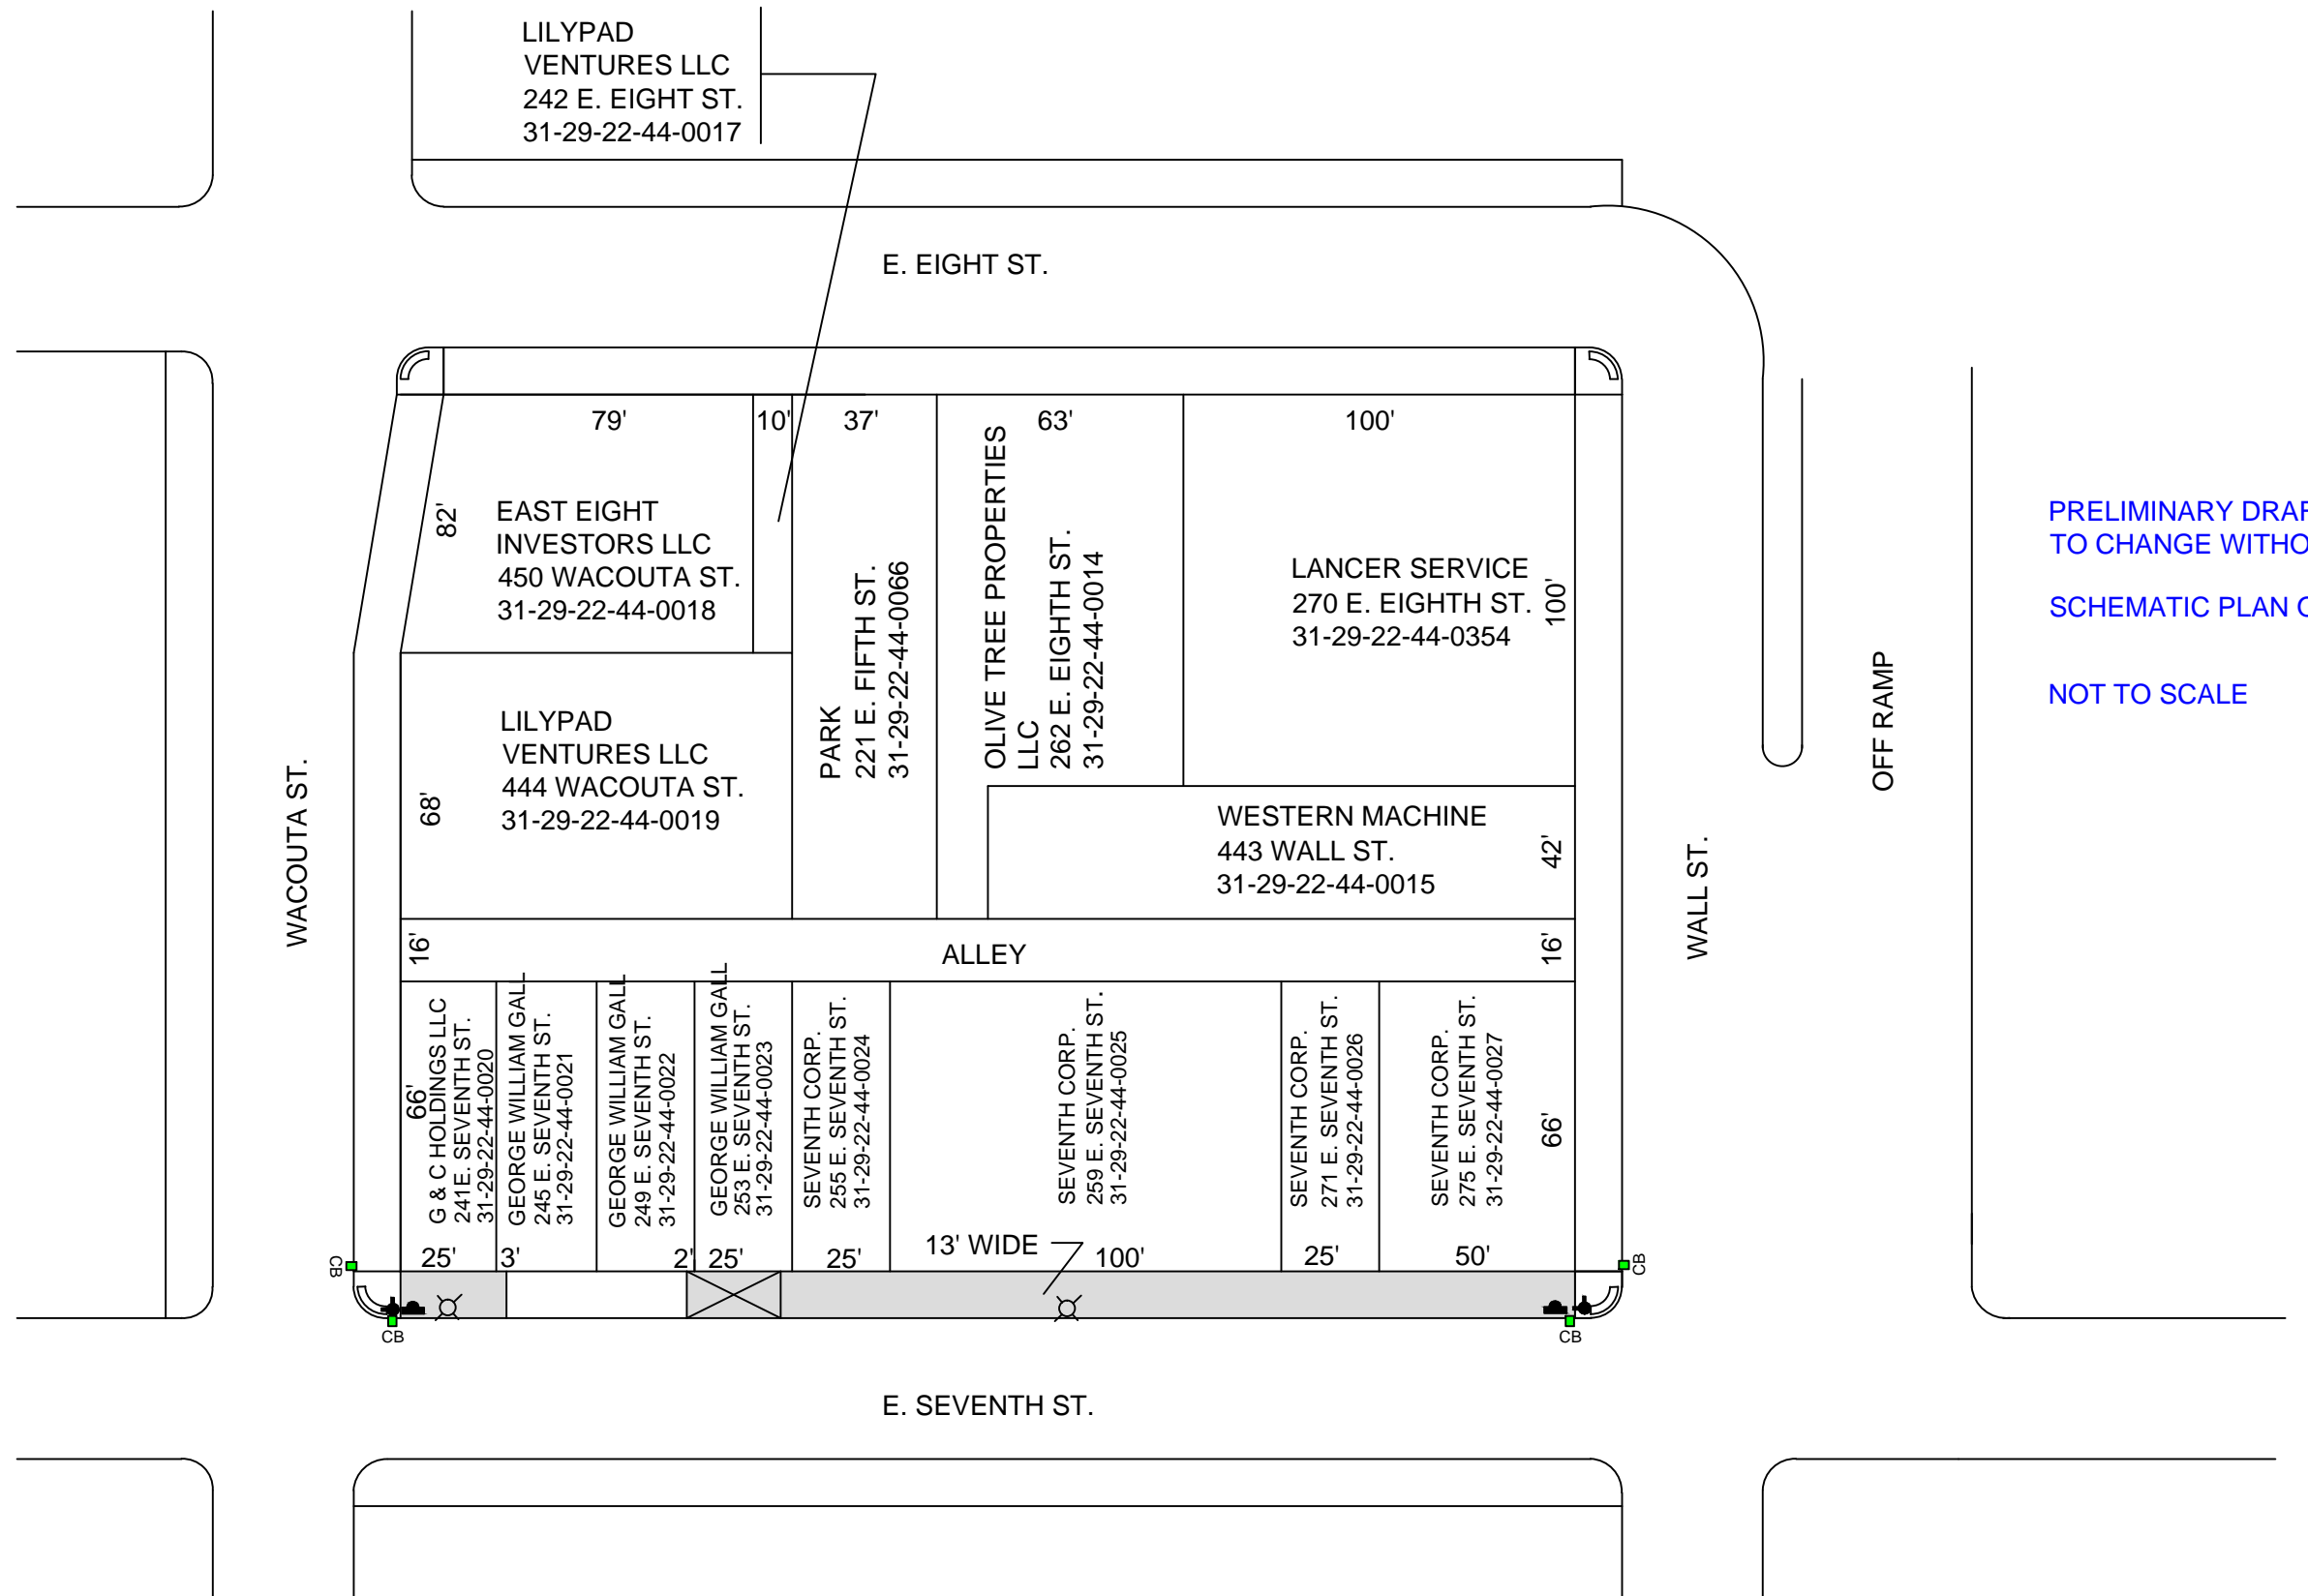 LILYPAD
VENTURES LLC
242 E. EIGHT ST.
31-29-22-44-0017
E. EIGHT ST.
79'
10'
37'
63'
100'
82'
EAST EIGHT
INVESTORS LLC
450 WACOUTA ST.
31-29-22-44-0018
PARK
221 E. FIFTH ST.
31-29-22-44-0066
OLIVE TREE PROPERTIES
LLC
262 E. EIGHTH ST.
31-29-22-44-0014
LANCER SERVICE
270 E. EIGHTH ST.
31-29-22-44-0354
100'
PRELIMINARY DRAF
TO CHANGE WITHO
SCHEMATIC PLAN
NOT TO SCALE
OFF RAMP
WACOUTA ST.
68'
LILYPAD
VENTURES LLC
444 WACOUTA ST.
31-29-22-44-0019
WESTERN MACHINE
443 WALL ST.
31-29-22-44-0015
42'
WALL ST.
16'
ALLEY
16'
66'
G & C HOLDINGS LLC
241E. SEVENTH ST.
31-29-22-44-0020
GEORGE WILLIAM GALL
245 E. SEVENTH ST.
31-29-22-44-0021
GEORGE WILLIAM GALL
249 E. SEVENTH ST.
31-29-22-44-0022
GEORGE WILLIAM GALL
253 E. SEVENTH ST.
31-29-22-44-0023
SEVENTH CORP.
255 E. SEVENTH ST.
31-29-22-44-0024
SEVENTH CORP.
259 E. SEVENTH ST.
31-29-22-44-0025
SEVENTH CORP.
271 E. SEVENTH ST.
31-29-22-44-0026
SEVENTH CORP.
275 E. SEVENTH ST.
31-29-22-44-0027
66'
25'
3'
2'
25'
25'
13' WIDE
100'
25'
50'
CB
CB
CB
CB
E. SEVENTH ST.